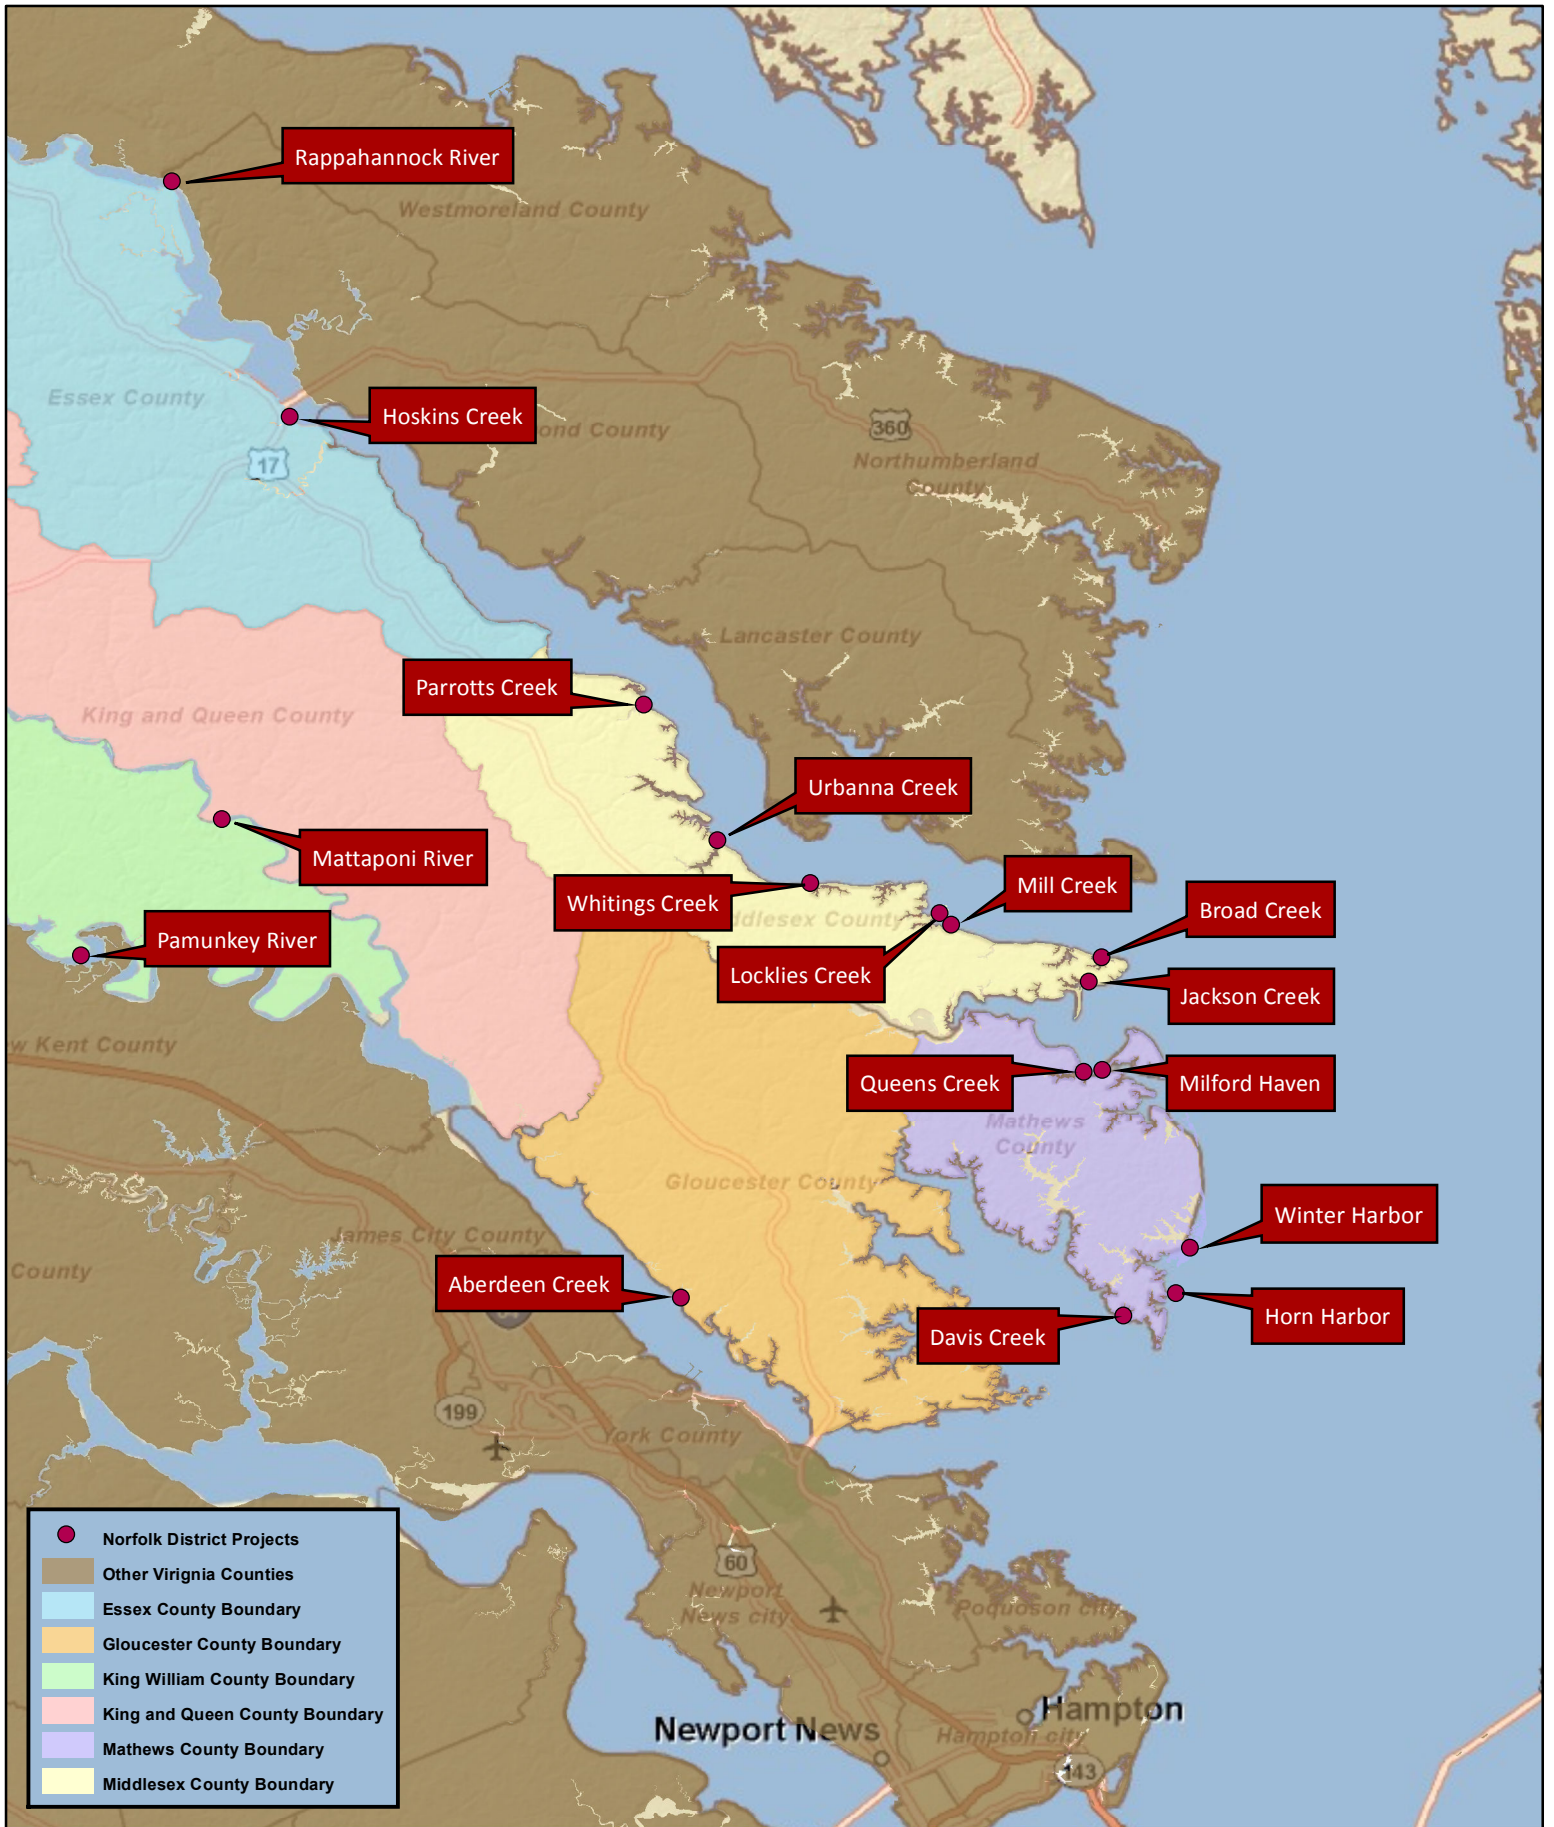 Rappahannock River
Westmoreland County
Essex County
Hoskins Creek
ond County
360
17
Northumberland
County
Lancaster County
Parrotts Creek
King and Queen County
Urbanna Creek
Mattaponi River
Mill Creek
Whitings Creek
Broad Creek
ddlesex County
Pamunkey River
Locklies Creek
Jackson Creek
w Kent County
Queens Creek
Milford Haven
Mathews
County
Gloucester County
Winter Harbor
James City County
County
Aberdeen Creek
Horn Harbor
Davis Creek
199
York County
60
Newport
News city
Poquoson city
Hampton
Newport News
Hampton city
143
Norfolk District Projects
Other Virignia Counties
Essex County Boundary
Gloucester County Boundary
King William County Boundary
King and Queen County Boundary
Mathews County Boundary
Middlesex County Boundary